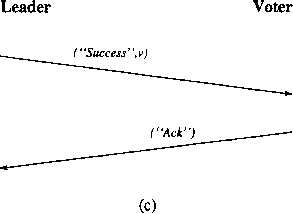 Leader Voter
("Success",v)
("Ack")
(c)